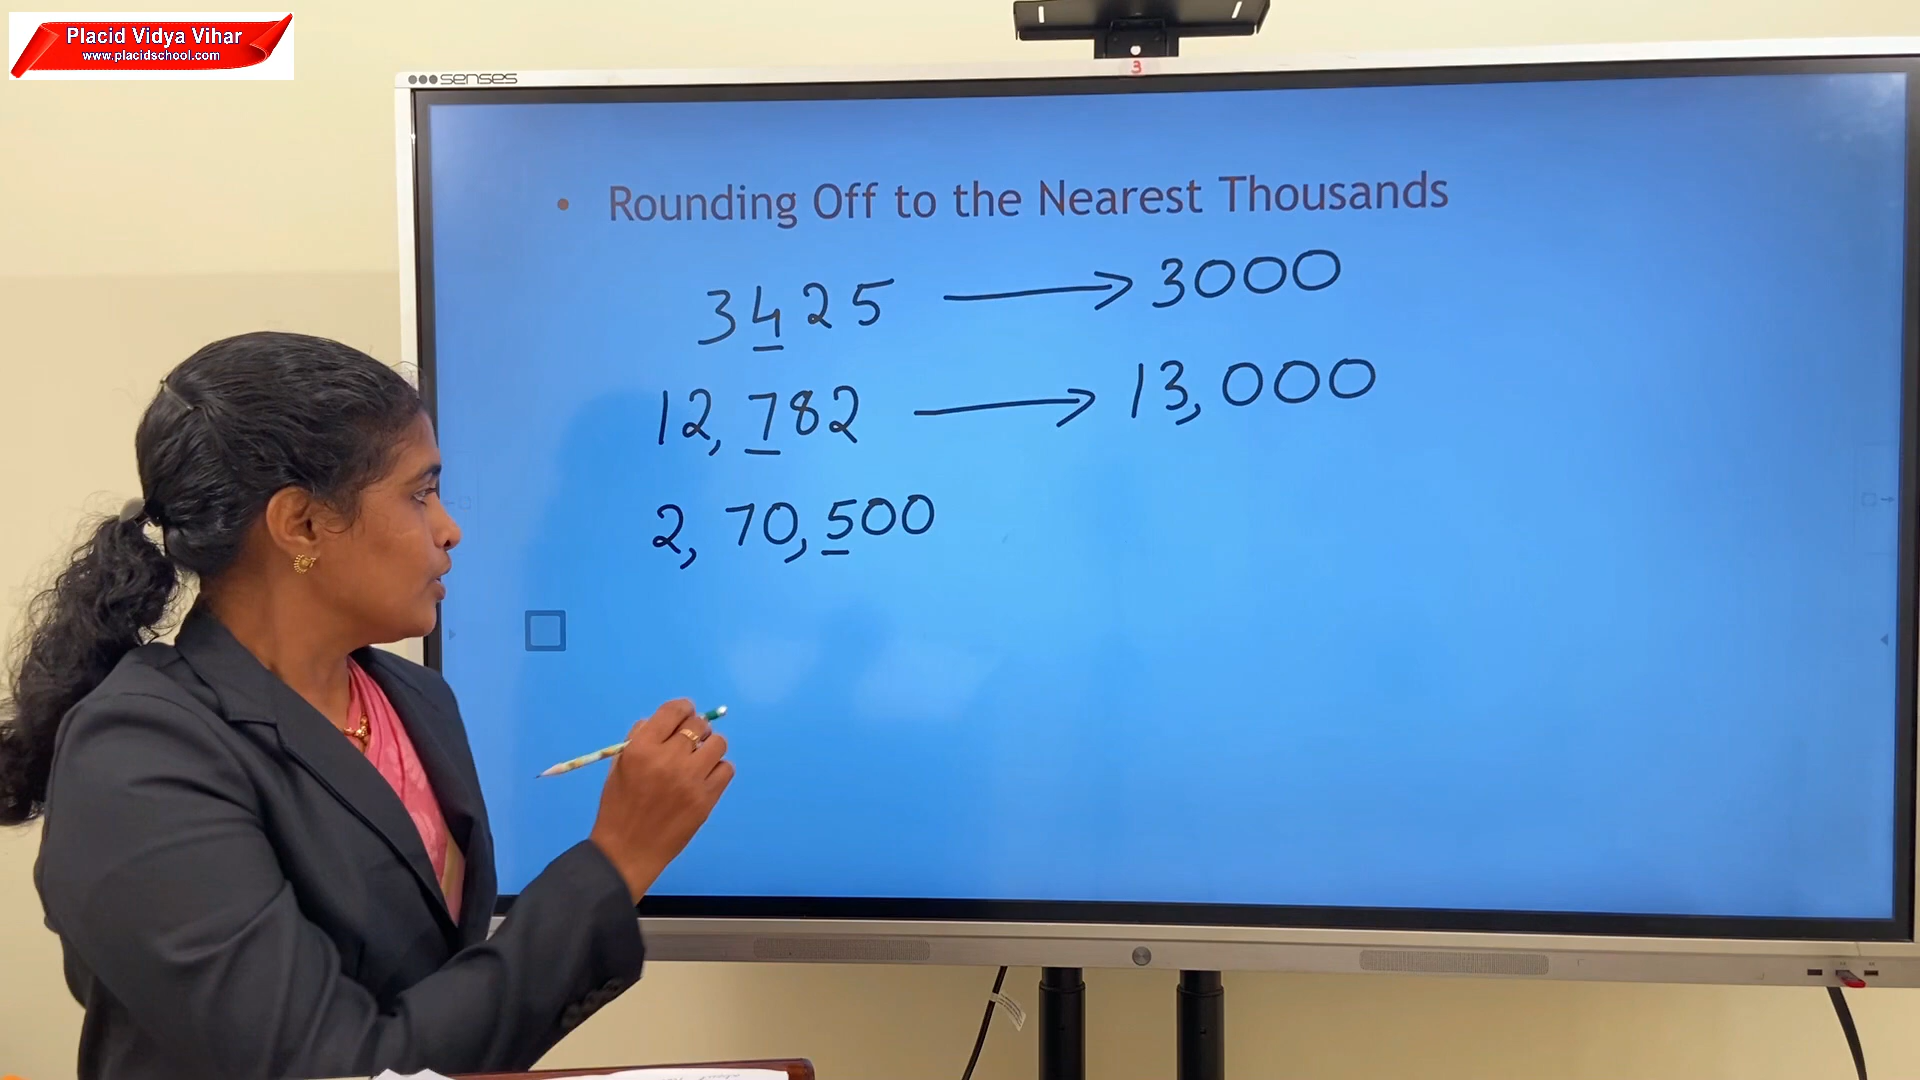 Placid Vidya Vihar
www.placidschool.com
senses
3
• Rounding Off to the Nearest Thousands
3425 → 3000
12,782 → 13,000
2,70,500